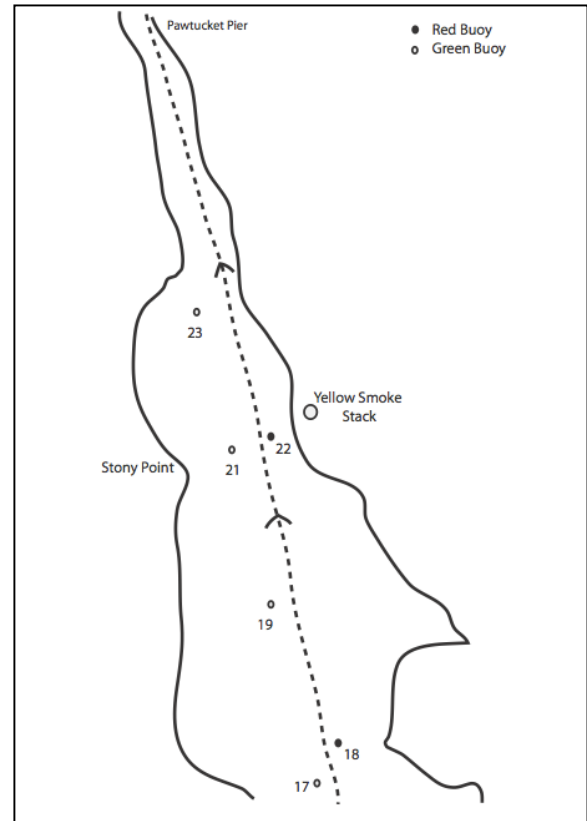 Pawtucket Pier
Red Buoy
Green Buoy
23
Yellow Smoke
Stack
22
21
Stony Point
19
18
17